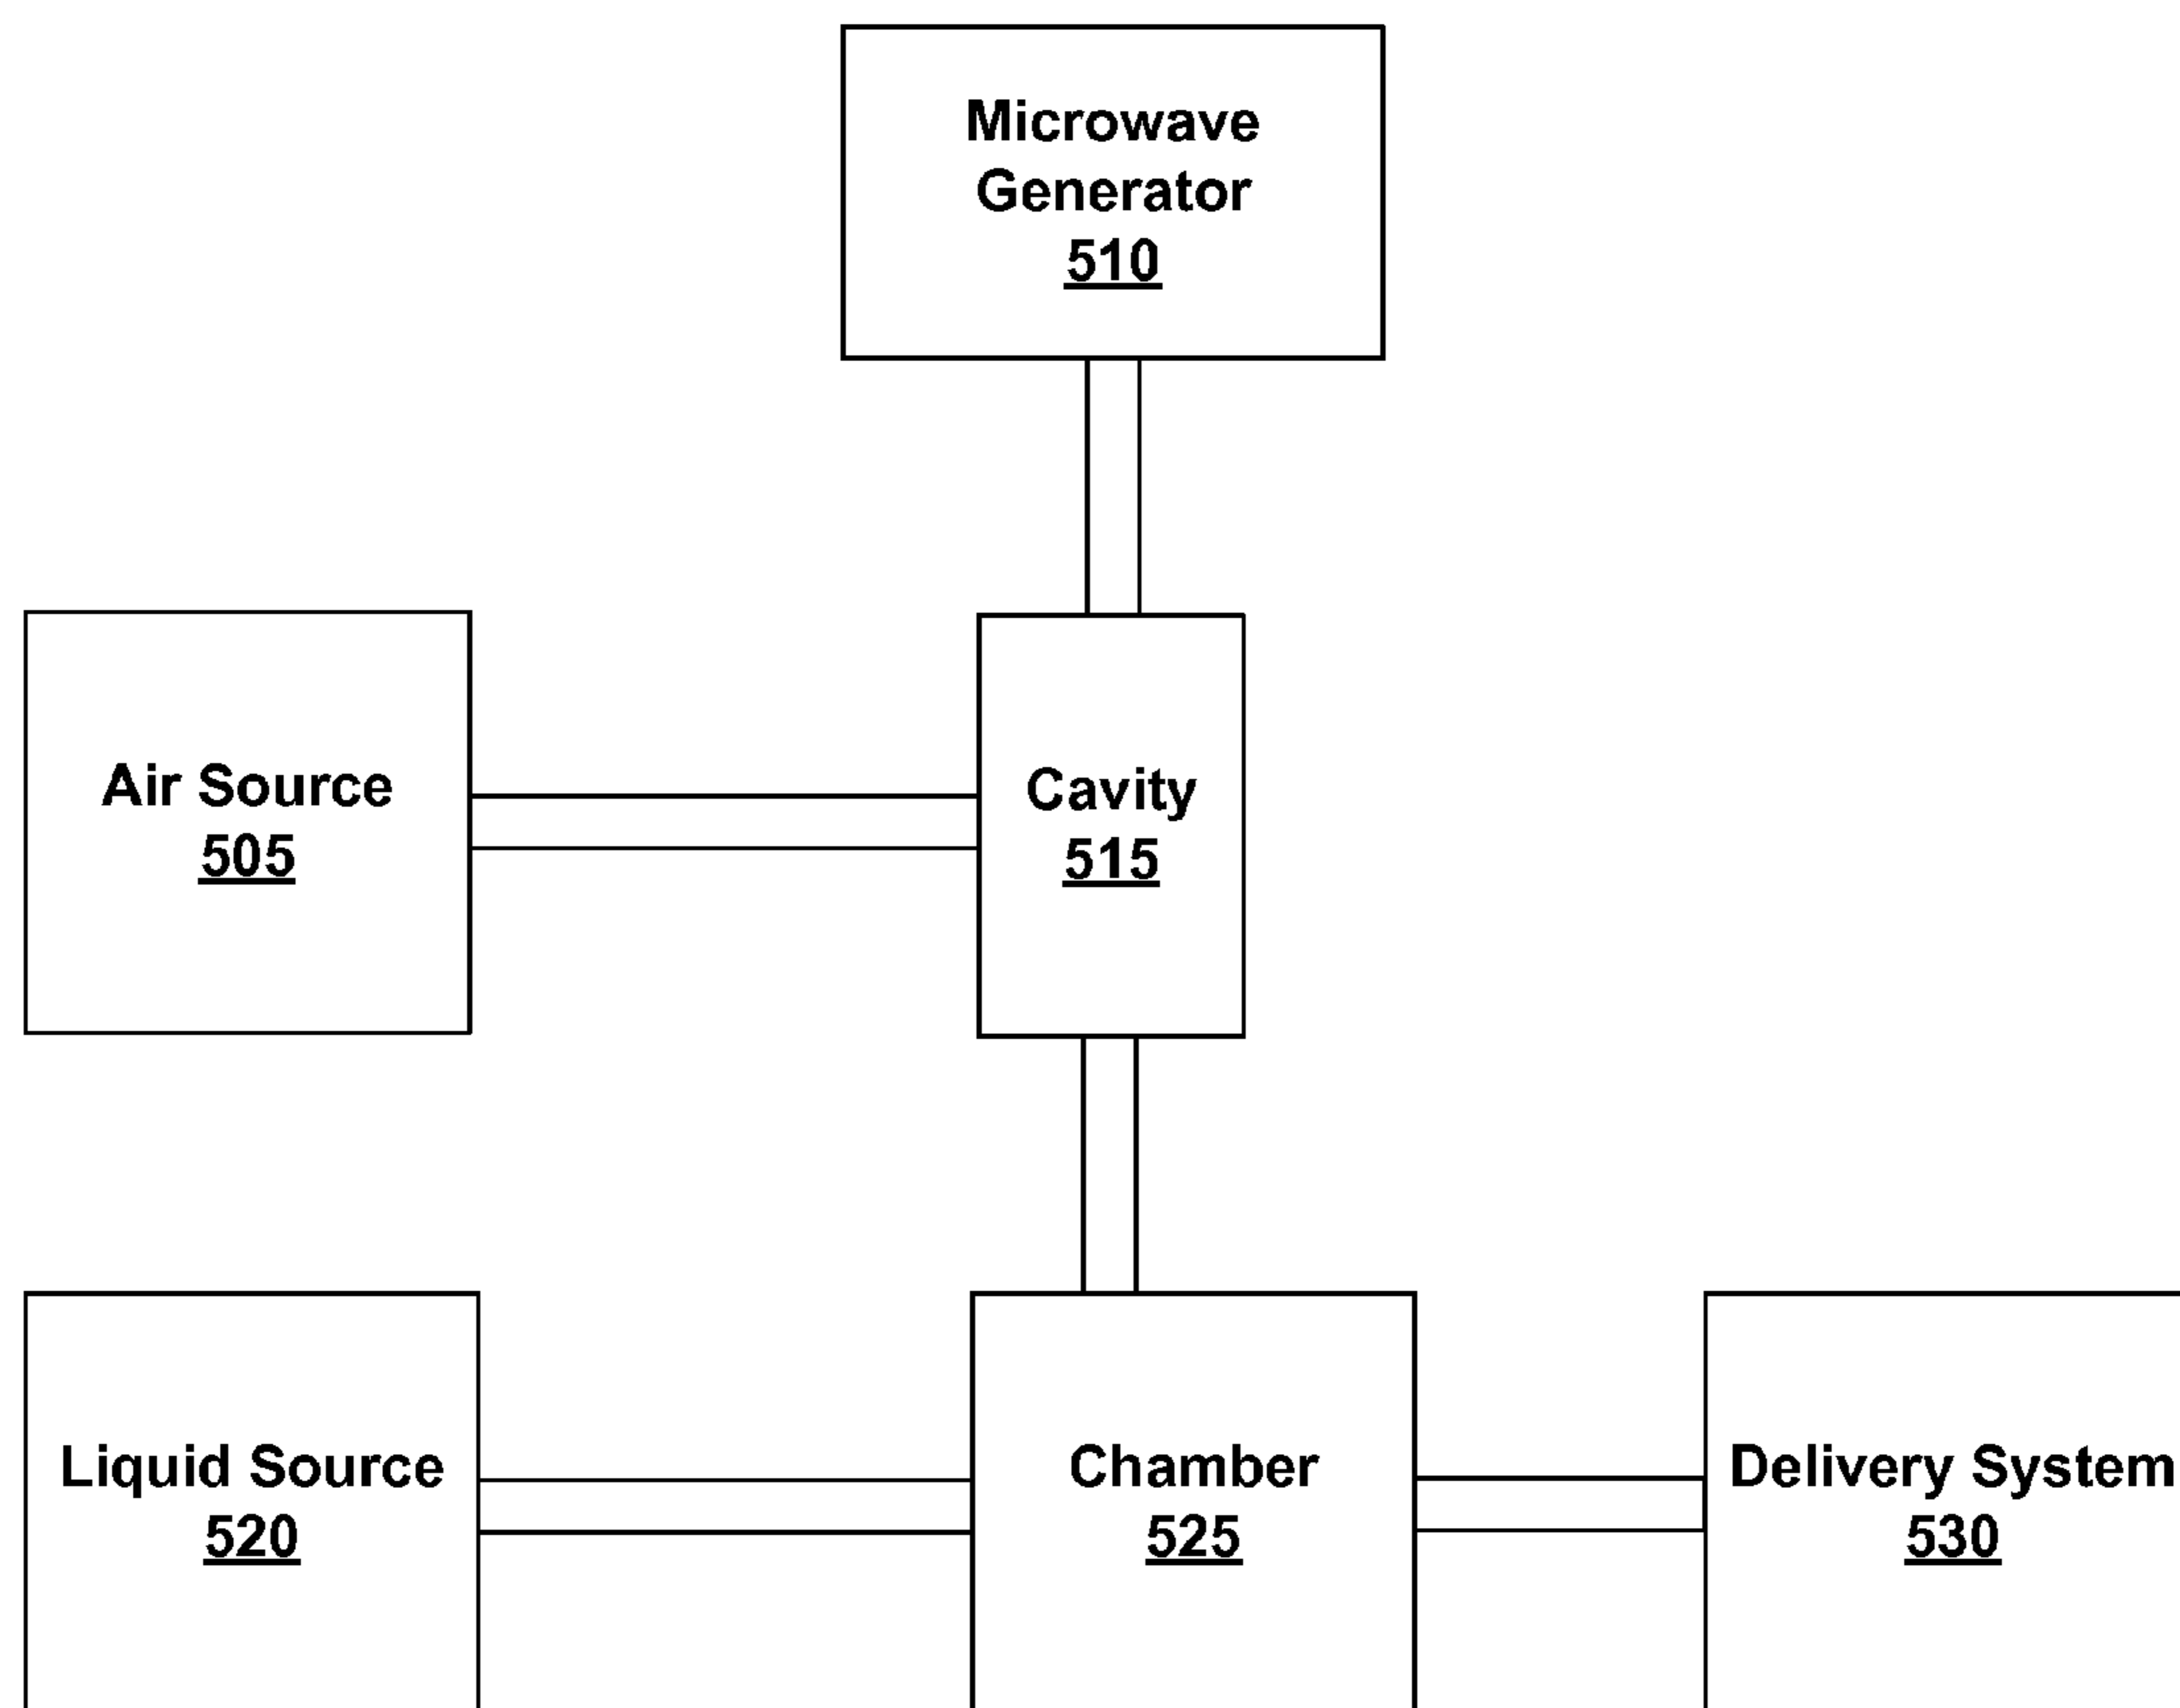 Microwave
Generator
510
Air Source
505
Cavity
515
Liquid Source
520
Chamber
525
Delivery System
530